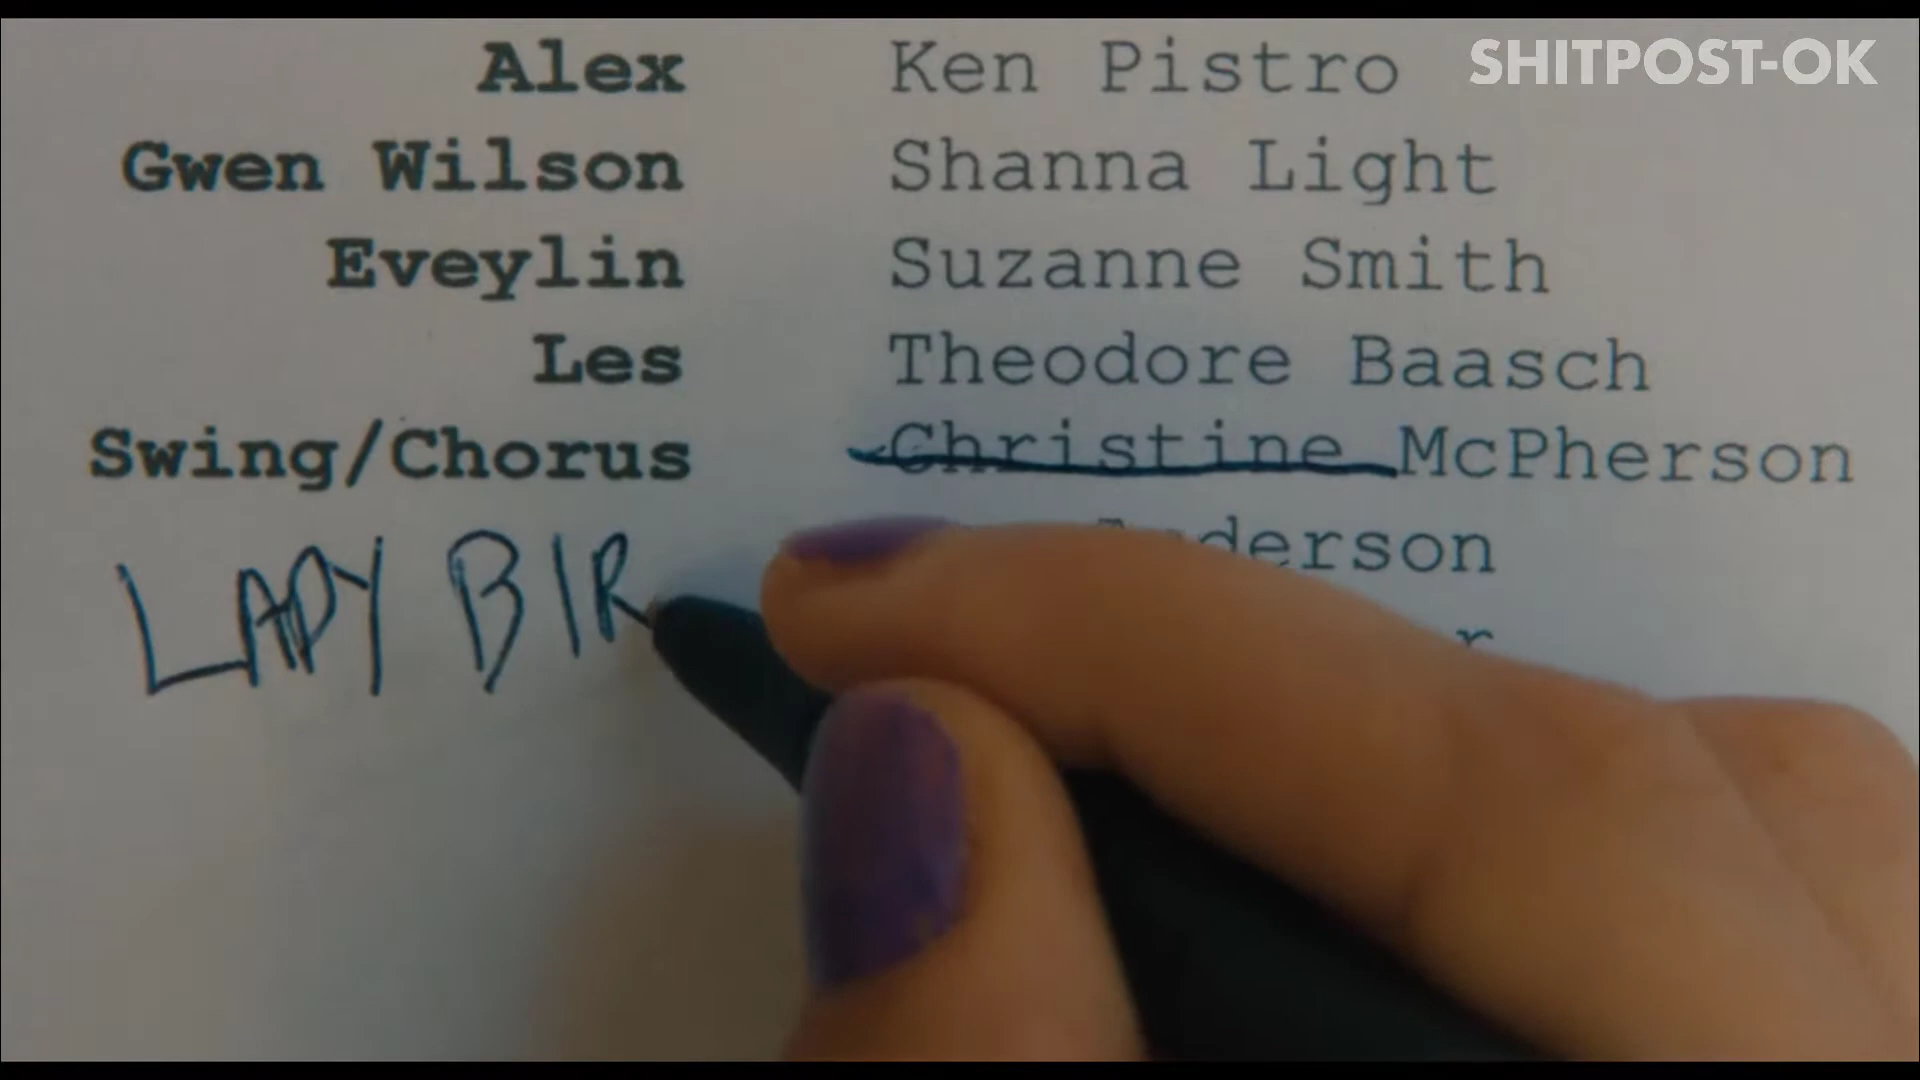 SHITPOST-OK
Alex Ken Pistro
Gwen Wilson Shanna Light
Eveylin Suzanne Smith
Les Theodore Baasch
Swing/Chorus Christine McPherson
LADY BIR